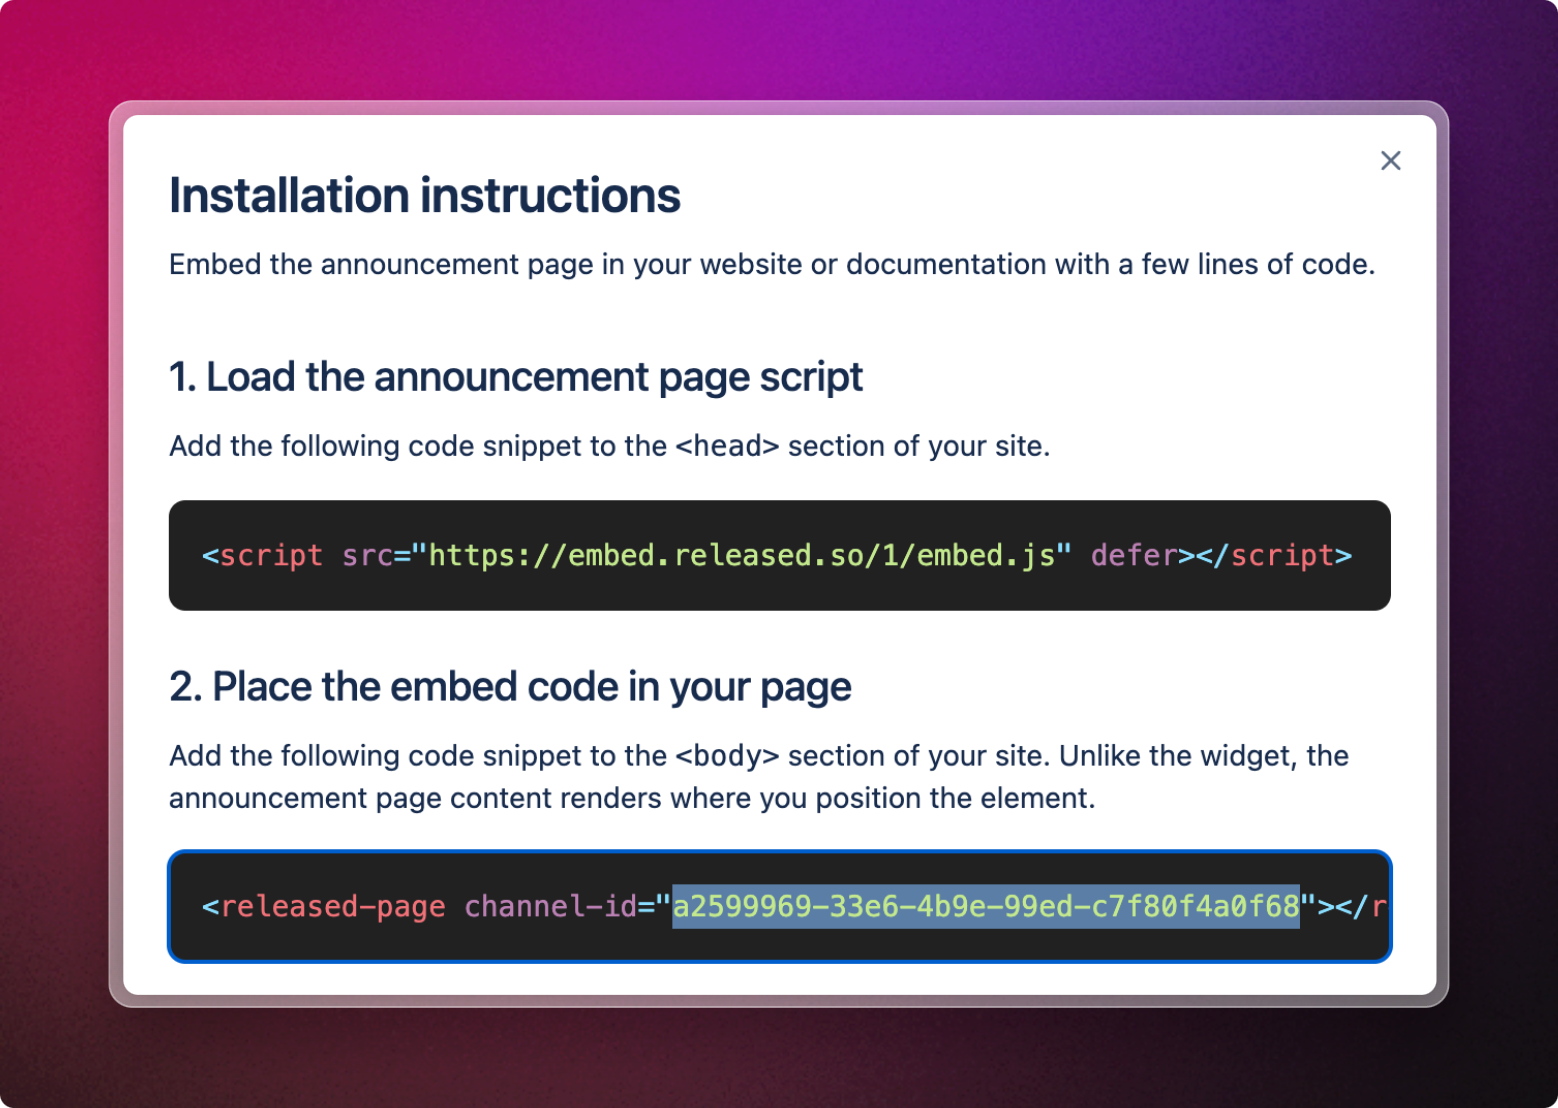 Installation instructions
Embed the announcement page in your website or documentation with a few lines of code.
1. Load the announcement page script
Add the following code snippet to the <head> section of your site.
<script src="https://embed.released.so/1/embed.js" defer></script>
2. Place the embed code in your page
Add the following code snippet to the <body> section of your site. Unlike the widget, the
announcement page content renders where you position the element.
<released-page channel-id="a2599969-33e6-4b9e-99ed-c7f80f4a0f68"></r